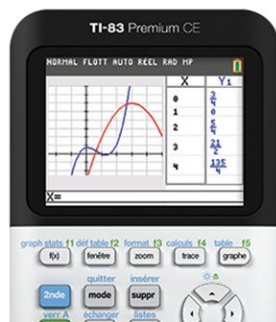 TI-83 Premium CE
NORMAL FLOTT AUTO RÉEL RAD MP
X Y1
0 3/4
1 0
2 5/4
3 21/2
4 135/4
X=
graph stats f1 déf table f2 format f3 calculs f4 table f5
f(x) fenêtre zoom trace graphe
quitter insérer
2nde mode suppr
verr A échanger listes